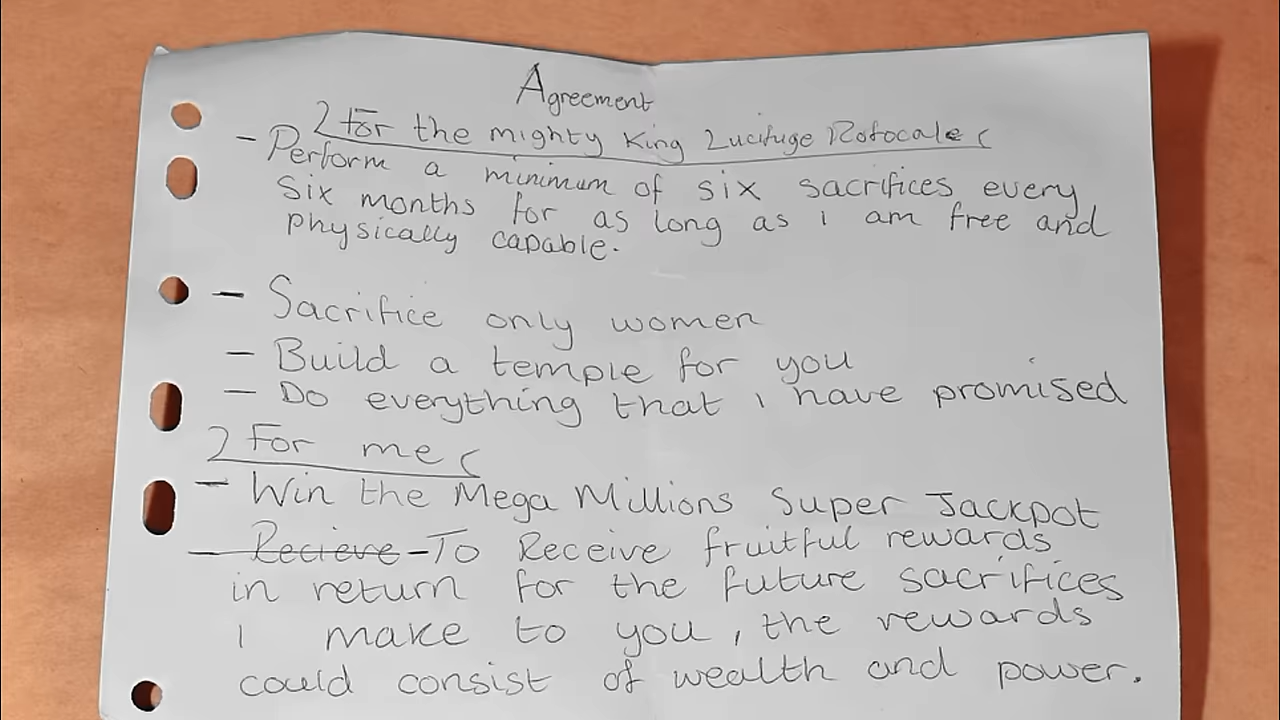 Agreement
For the mighty King Lucifuge Rofocale
- Perform a minimum of six sacrifices every
six months for as long as I am free and
physically capable.
- Sacrifice only women
- Build a temple for you
- Do everything that I have promised
For me
- Win the Mega Millions Super Jackpot
- Recieve - To Receive fruitful rewards
in return for the future sacrifices
I make to you, the rewards
could consist of wealth and power.